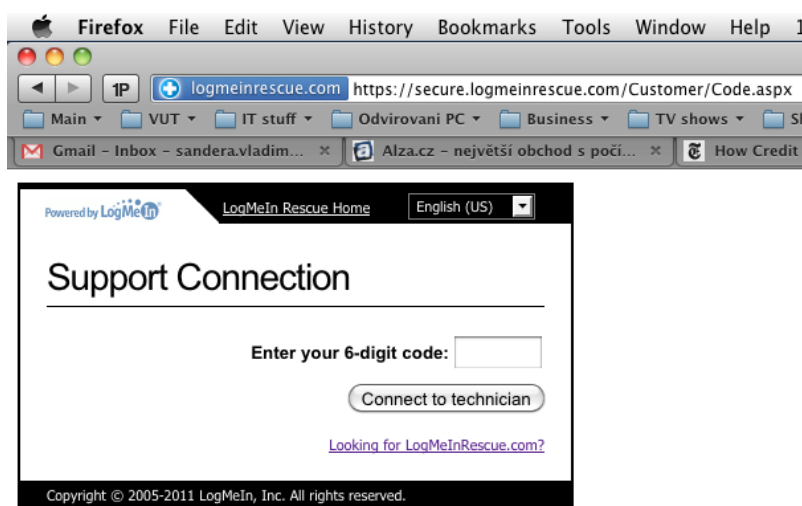 Firefox File Edit View History Bookmarks Tools Window Help
1P logmeinrescue.com https://secure.logmeinrescue.com/Customer/Code.aspx
Main VUT IT stuff Odvirovani PC Business TV shows
Gmail – Inbox – sandera.vladim... Alza.cz – největší obchod s počí... How Credit
Powered by LogMeIn LogMeIn Rescue Home English (US)
Support Connection
Enter your 6-digit code:
Connect to technician
Looking for LogMeInRescue.com?
Copyright © 2005-2011 LogMeIn, Inc. All rights reserved.